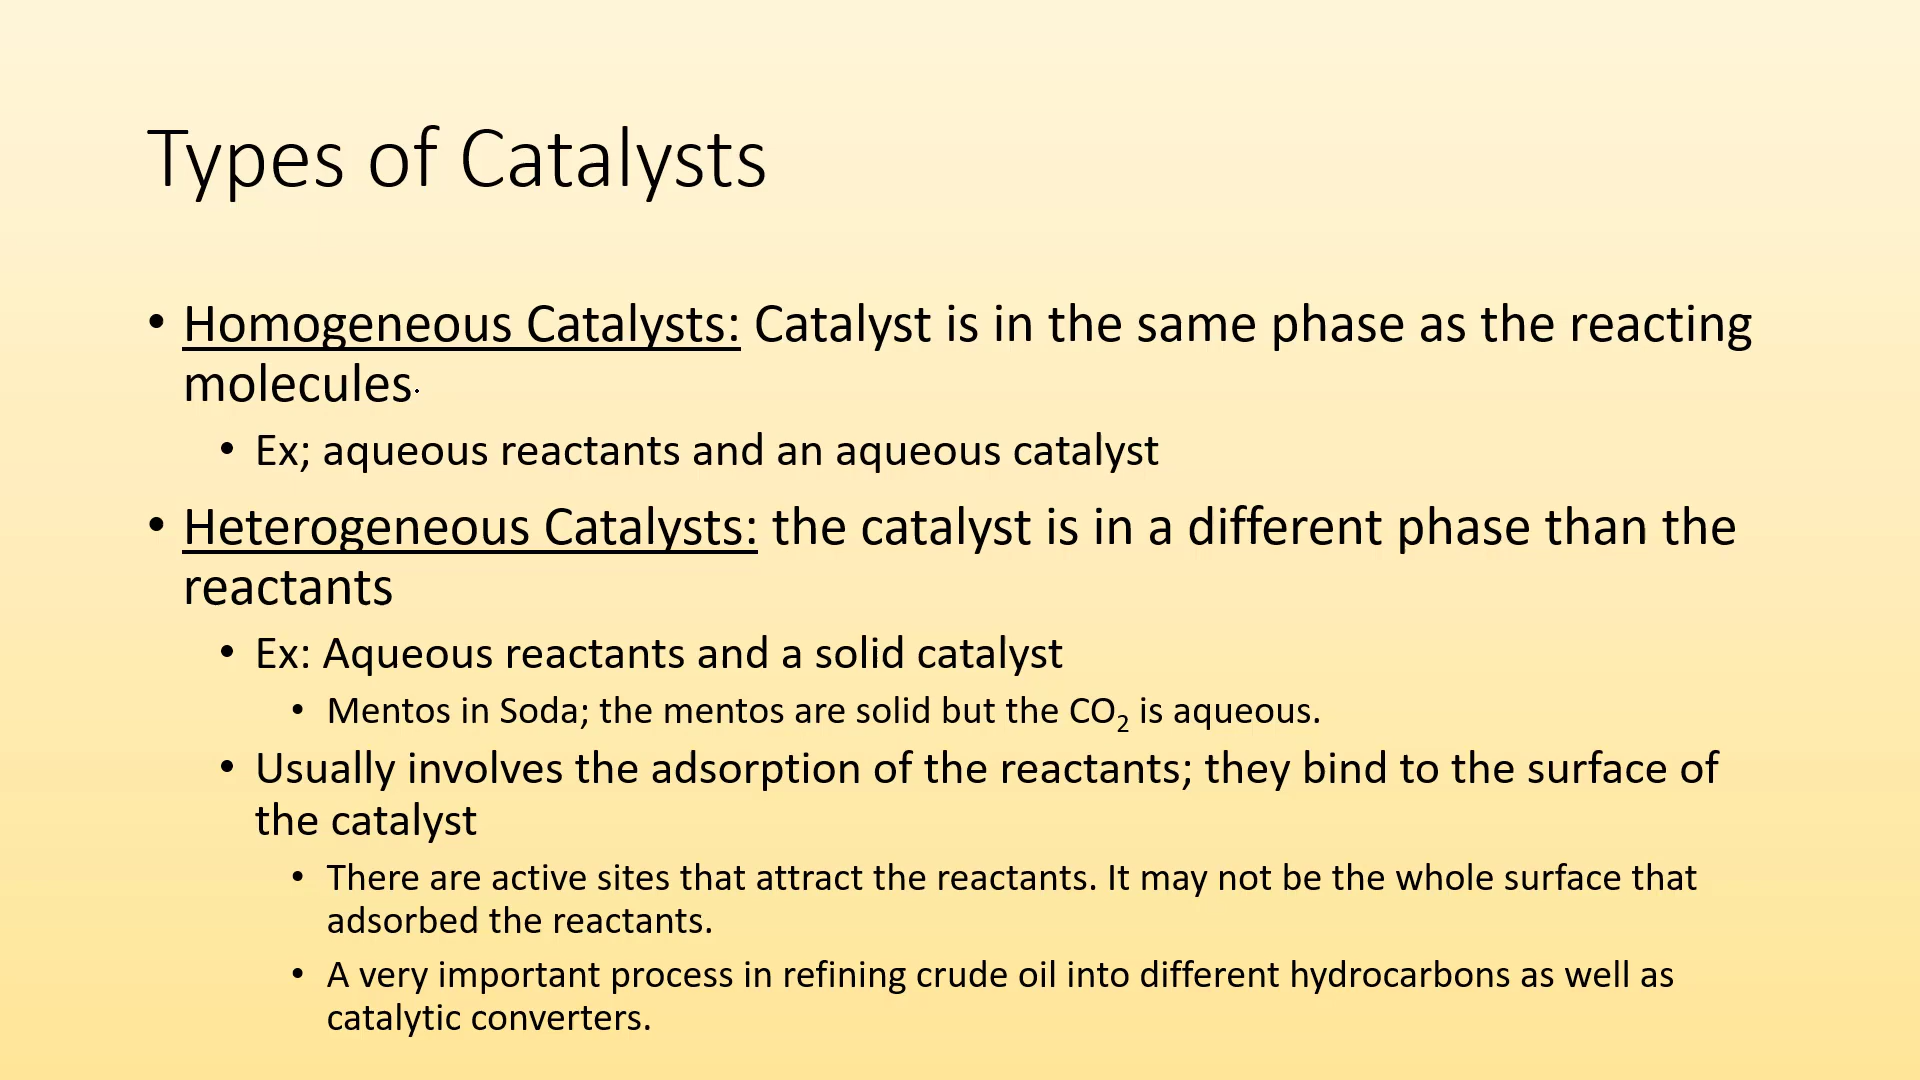 Types of Catalysts
• Homogeneous Catalysts: Catalyst is in the same phase as the reacting
molecules.
• Ex; aqueous reactants and an aqueous catalyst
• Heterogeneous Catalysts: the catalyst is in a different phase than the
reactants
• Ex: Aqueous reactants and a solid catalyst
• Mentos in Soda; the mentos are solid but the CO₂ is aqueous.
• Usually involves the adsorption of the reactants; they bind to the surface of
the catalyst
• There are active sites that attract the reactants. It may not be the whole surface that
adsorbed the reactants.
• A very important process in refining crude oil into different hydrocarbons as well as
catalytic converters.